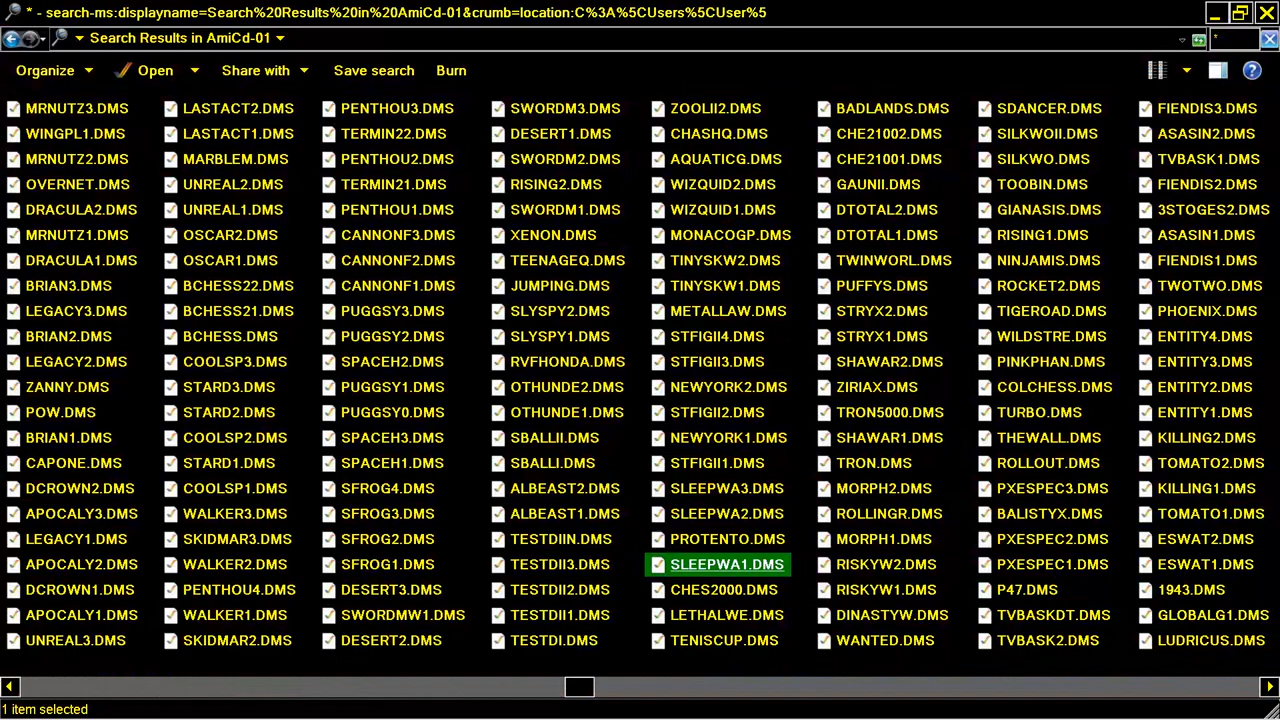 * - search-ms:displayname=Search%20Results%20in%20AmiCd-01&crumb=location:C%3A%5CUsers%5CUser%5
Search Results in AmiCd-01 *
Organize Open Share with Save search Burn
MRNUTZ3.DMS LASTACT2.DMS PENTHOU3.DMS SWORDM3.DMS ZOOLII2.DMS BADLANDS.DMS SDANCER.DMS FIENDIS3.DMS
WINGPL1.DMS LASTACT1.DMS TERMIN22.DMS DESERT1.DMS CHASHQ.DMS CHE21002.DMS SILKWOII.DMS ASASIN2.DMS
MRNUTZ2.DMS MARBLEM.DMS PENTHOU2.DMS SWORDM2.DMS AQUATICG.DMS CHE21001.DMS SILKWO.DMS TVBASK1.DMS
OVERNET.DMS UNREAL2.DMS TERMIN21.DMS RISING2.DMS WIZQUID2.DMS GAUNII.DMS TOOBIN.DMS FIENDIS2.DMS
DRACULA2.DMS UNREAL1.DMS PENTHOU1.DMS SWORDM1.DMS WIZQUID1.DMS DTOTAL2.DMS GIANASIS.DMS 3STOGES2.DMS
MRNUTZ1.DMS OSCAR2.DMS CANNONF3.DMS XENON.DMS MONACOGP.DMS DTOTAL1.DMS RISING1.DMS ASASIN1.DMS
DRACULA1.DMS OSCAR1.DMS CANNONF2.DMS TEENAGEQ.DMS TINYSKW2.DMS TWINWORL.DMS NINJAMIS.DMS FIENDIS1.DMS
BRIAN3.DMS BCHESS22.DMS CANNONF1.DMS JUMPING.DMS TINYSKW1.DMS PUFFYS.DMS ROCKET2.DMS TWOTWO.DMS
LEGACY3.DMS BCHESS21.DMS PUGGSY3.DMS SLYSPY2.DMS METALLAW.DMS STRYX2.DMS TIGEROAD.DMS PHOENIX.DMS
BRIAN2.DMS BCHESS.DMS PUGGSY2.DMS SLYSPY1.DMS STFIGII4.DMS STRYX1.DMS WILDSTRE.DMS ENTITY4.DMS
LEGACY2.DMS COOLSP3.DMS SPACEH2.DMS RVFHONDA.DMS STFIGII3.DMS SHAWAR2.DMS PINKPHAN.DMS ENTITY3.DMS
ZANNY.DMS STARD3.DMS PUGGSY1.DMS OTHUNDE2.DMS NEWYORK2.DMS ZIRIAX.DMS COLCHESS.DMS ENTITY2.DMS
POW.DMS STARD2.DMS PUGGSY0.DMS OTHUNDE1.DMS STFIGII2.DMS TRON5000.DMS TURBO.DMS ENTITY1.DMS
BRIAN1.DMS COOLSP2.DMS SPACEH3.DMS SBALLII.DMS NEWYORK1.DMS SHAWAR1.DMS THEWALL.DMS KILLING2.DMS
CAPONE.DMS STARD1.DMS SPACEH1.DMS SBALLI.DMS STFIGII1.DMS TRON.DMS ROLLOUT.DMS TOMATO2.DMS
DCROWN2.DMS COOLSP1.DMS SFROG4.DMS ALBEAST2.DMS SLEEPWA3.DMS MORPH2.DMS PXESPEC3.DMS KILLING1.DMS
APOCALY3.DMS WALKER3.DMS SFROG3.DMS ALBEAST1.DMS SLEEPWA2.DMS ROLLINGR.DMS BALISTYX.DMS TOMATO1.DMS
LEGACY1.DMS SKIDMAR3.DMS SFROG2.DMS TESTDIIN.DMS PROTENTO.DMS MORPH1.DMS PXESPEC2.DMS ESWAT2.DMS
APOCALY2.DMS WALKER2.DMS SFROG1.DMS TESTDII3.DMS SLEEPWA1.DMS RISKYW2.DMS PXESPEC1.DMS ESWAT1.DMS
DCROWN1.DMS PENTHOU4.DMS DESERT3.DMS TESTDII2.DMS CHES2000.DMS RISKYW1.DMS P47.DMS 1943.DMS
APOCALY1.DMS WALKER1.DMS SWORDMW1.DMS TESTDII1.DMS LETHALWE.DMS DINASTYW.DMS TVBASKDT.DMS GLOBALG1.DMS
UNREAL3.DMS SKIDMAR2.DMS DESERT2.DMS TESTDI.DMS TENISCUP.DMS WANTED.DMS TVBASK2.DMS LUDRICUS.DMS
1 item selected